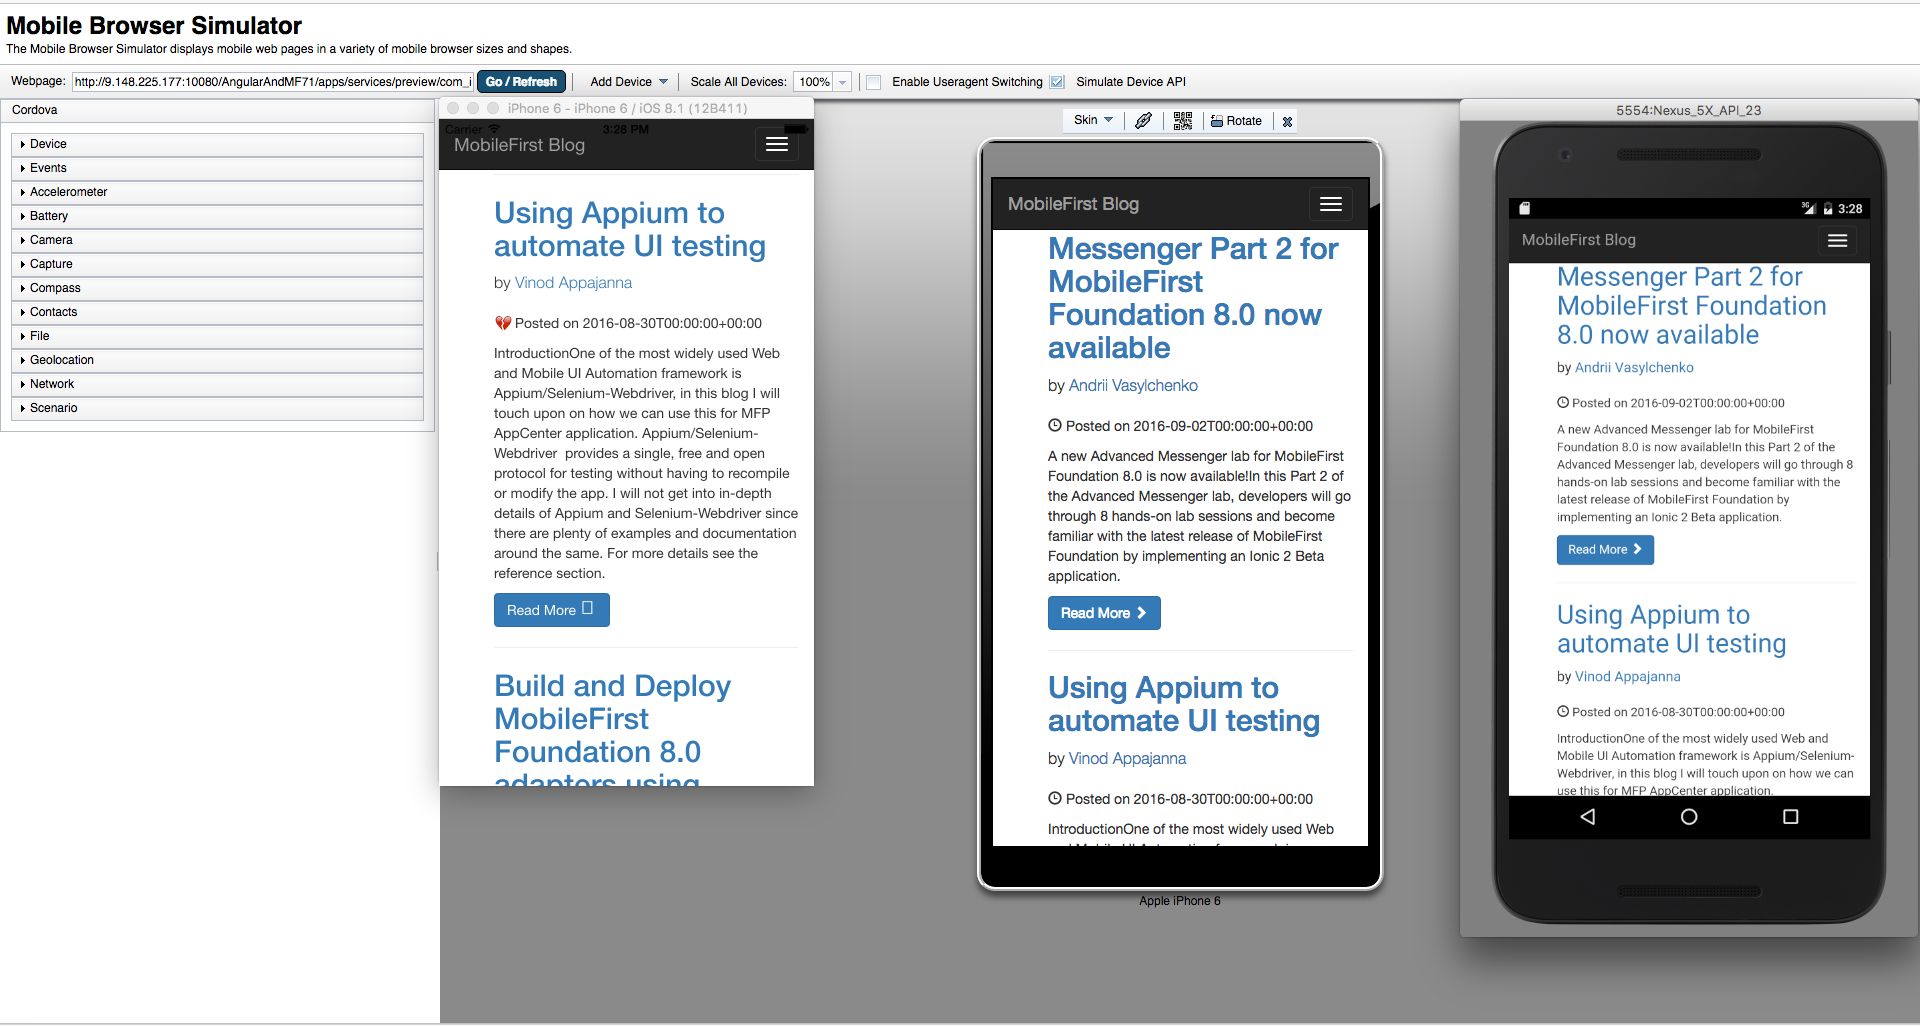 Mobile Browser Simulator
The Mobile Browser Simulator displays mobile web pages in a variety of mobile browser sizes and shapes.
Webpage: http://9.148.225.177:10080/AngularAndMF71/apps/services/preview/com_i Go / Refresh Add Device Scale All Devices: 100% Enable Useragent Switching Simulate Device API
Cordova
Device
Events
Accelerometer
Battery
Camera
Capture
Compass
Contacts
File
Geolocation
Network
Scenario
iPhone 6 - iPhone 6 / iOS 8.1 (12B411)
Carrier 3:28 PM
MobileFirst Blog
Using Appium to
automate UI testing
by Vinod Appajanna
Posted on 2016-08-30T00:00:00+00:00
IntroductionOne of the most widely used Web
and Mobile UI Automation framework is
Appium/Selenium-Webdriver, in this blog I will
touch upon on how we can use this for MFP
AppCenter application. Appium/Selenium-
Webdriver  provides a single, free and open
protocol for testing without having to recompile
or modify the app. I will not get into in-depth
details of Appium and Selenium-Webdriver since
there are plenty of examples and documentation
around the same. For more details see the
reference section.
Read More
Build and Deploy
MobileFirst
Foundation 8.0
adapters using
Skin Rotate
MobileFirst Blog
Messenger Part 2 for
MobileFirst
Foundation 8.0 now
available
by Andrii Vasylchenko
Posted on 2016-09-02T00:00:00+00:00
A new Advanced Messenger lab for MobileFirst
Foundation 8.0 is now available!In this Part 2 of
the Advanced Messenger lab, developers will go
through 8 hands-on lab sessions and become
familiar with the latest release of MobileFirst
Foundation by implementing an Ionic 2 Beta
application.
Read More
Using Appium to
automate UI testing
by Vinod Appajanna
Posted on 2016-08-30T00:00:00+00:00
IntroductionOne of the most widely used Web
Apple iPhone 6
5554:Nexus_5X_API_23
3G 3:28
MobileFirst Blog
Messenger Part 2 for
MobileFirst Foundation
8.0 now available
by Andrii Vasylchenko
Posted on 2016-09-02T00:00:00+00:00
A new Advanced Messenger lab for MobileFirst
Foundation 8.0 is now available!In this Part 2 of the
Advanced Messenger lab, developers will go through 8
hands-on lab sessions and become familiar with the
latest release of MobileFirst Foundation by
implementing an Ionic 2 Beta application.
Read More
Using Appium to
automate UI testing
by Vinod Appajanna
Posted on 2016-08-30T00:00:00+00:00
IntroductionOne of the most widely used Web and
Mobile UI Automation framework is Appium/Selenium-
Webdriver, in this blog I will touch upon on how we can
use this for MFP AppCenter application.